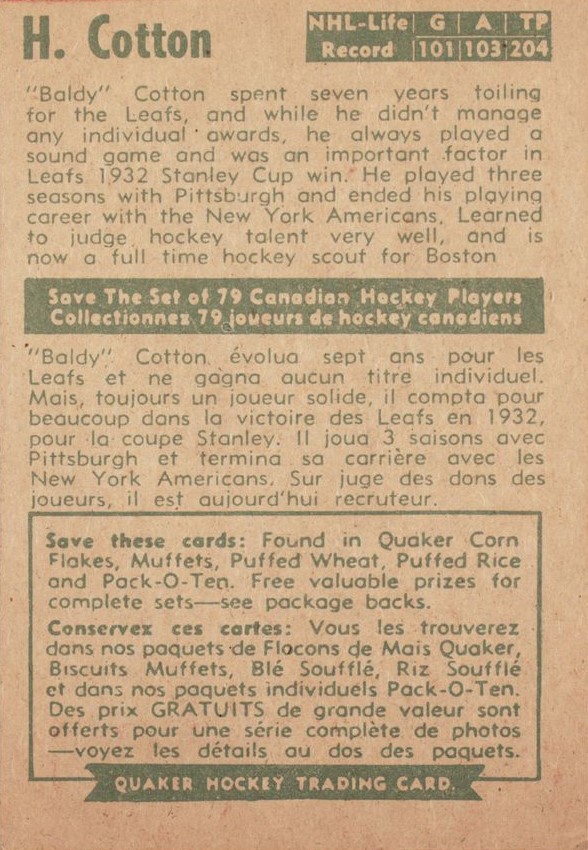 H. Cotton
NHL-Life G A TP
Record 101 103 204
"Baldy" Cotton spent seven years toiling
for the Leafs, and while he didn't manage
any individual awards, he always played a
sound game and was an important factor in
Leafs 1932 Stanley Cup win. He played three
seasons with Pittsburgh and ended his playing
career with the New York Americans. Learned
to judge hockey talent very well, and is
now a full time hockey scout for Boston
Save The Set of 79 Canadian Hockey Players
Collectionnez 79 joueurs de hockey canadiens
"Baldy" Cotton évolua sept ans pour les
Leafs et ne gagna aucun titre individuel.
Mais, toujours un joueur solide, il compta pour
beaucoup dans la victoire des Leafs en 1932,
pour la coupe Stanley. Il joua 3 saisons avec
Pittsburgh et termina sa carrière avec les
New York Americans. Sur juge des dons des
joueurs, il est aujourd'hui recruteur.
Save these cards: Found in Quaker Corn
Flakes, Muffets, Puffed Wheat, Puffed Rice
and Pack-O-Ten. Free valuable prizes for
complete sets—see package backs.
Conservez ces cartes: Vous les trouverez
dans nos paquets de Flocons de Mais Quaker,
Biscuits Muffets, Blé Soufflé, Riz Soufflé
et dans nos paquets individuels Pack-O-Ten.
Des prix GRATUITS de grande valeur sont
offerts pour une série complète de photos
—voyez les détails au dos des paquets.
QUAKER HOCKEY TRADING CARD.